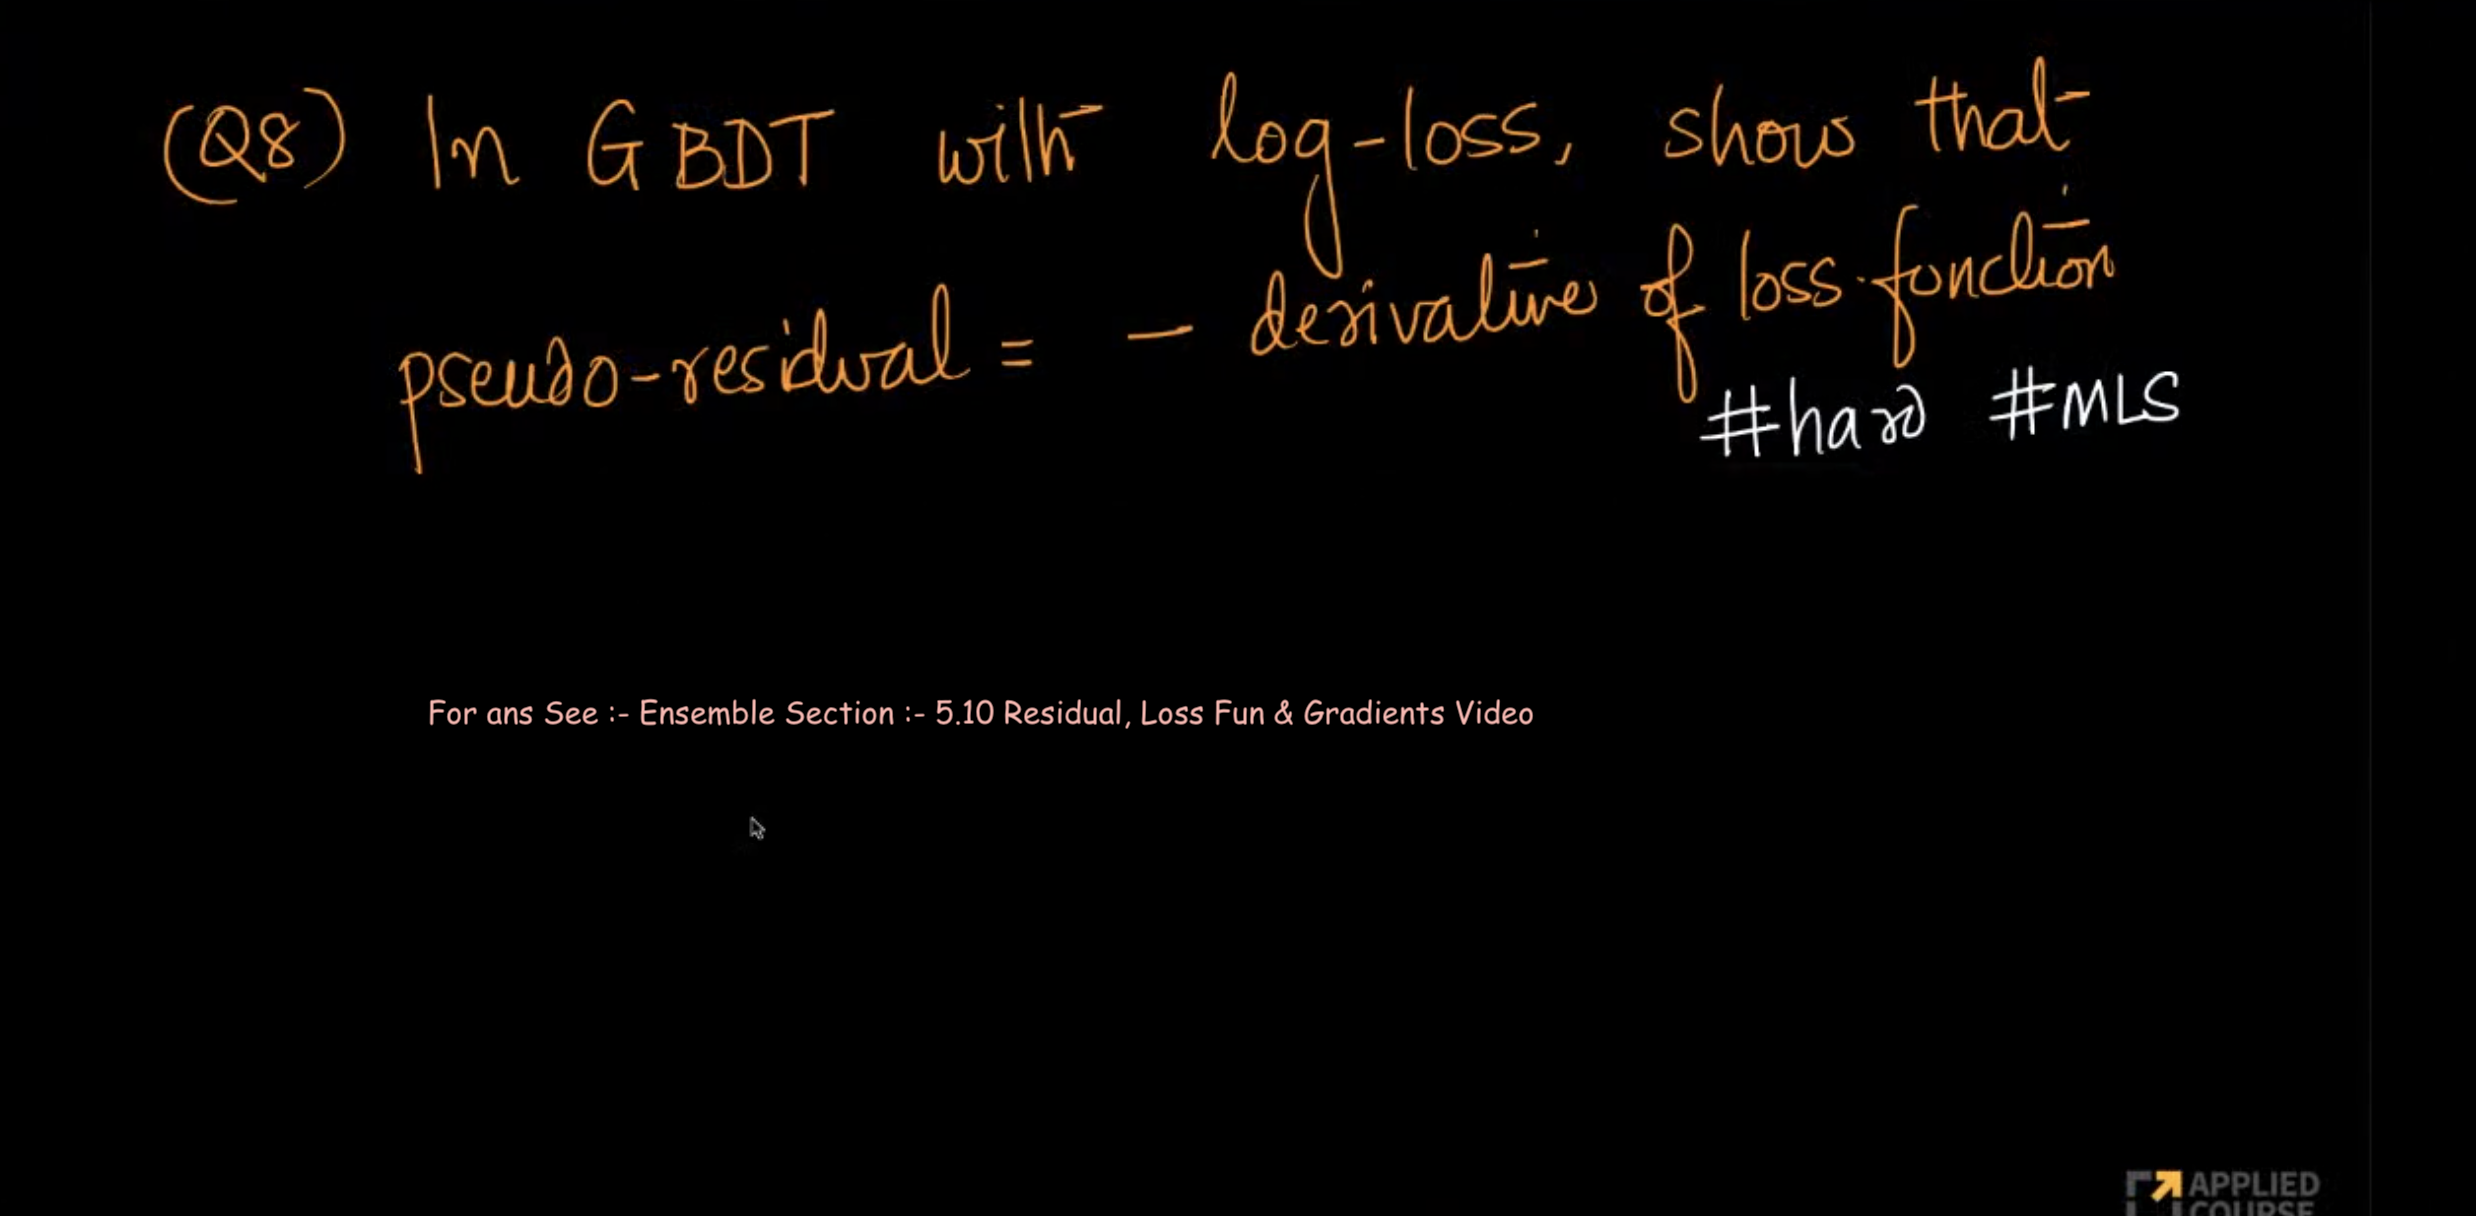 (Q8) In GBDT with log-loss, show that
pseudo-residual = - derivative of loss-function
#hard #MLS
For ans See :- Ensemble Section :- 5.10 Residual, Loss Fun & Gradients Video
APPLIED
COURSE